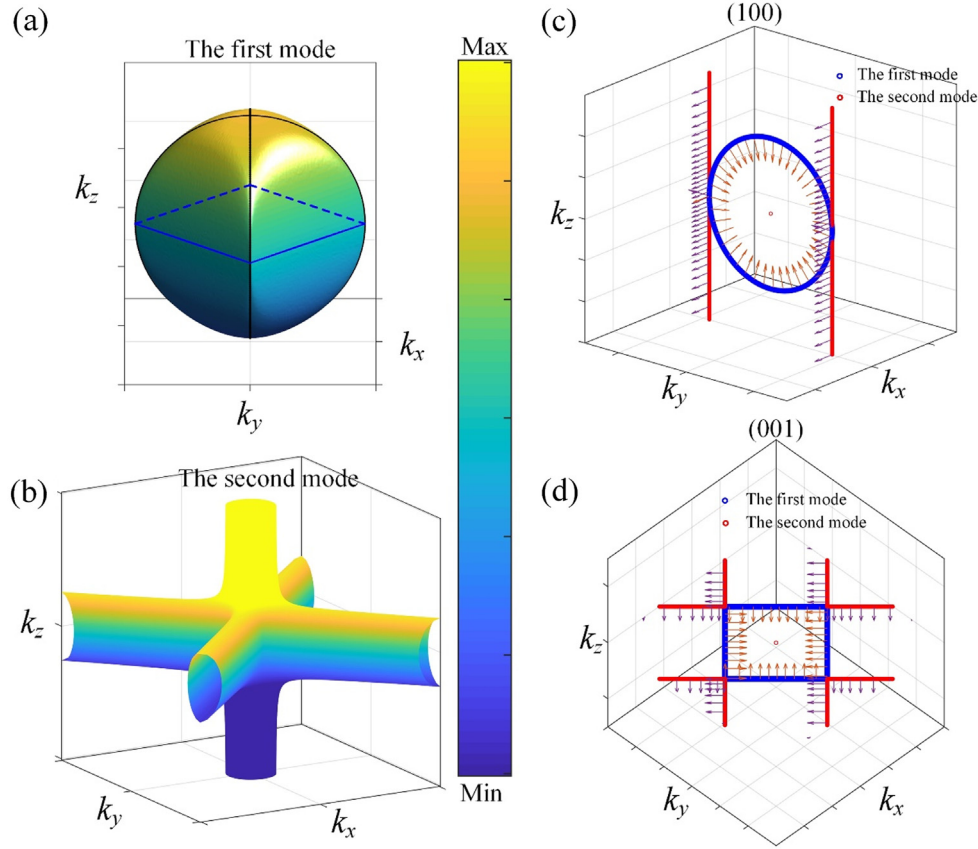 (a)
The first mode
k_z
k_x
k_y
Max
Min
(b)
The second mode
k_z
k_y
k_x
(c)
(100)
The first mode
The second mode
k_z
k_y
k_x
(001)
(d)
The first mode
The second mode
k_z
k_y
k_x